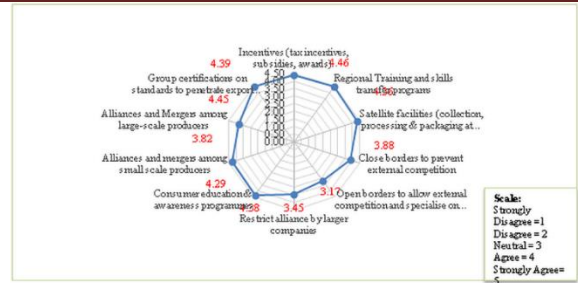 Incentives (tax incentives,
subsidies, awards)
4.46
Regional Training and skills
transfer programs
Satellite facilities (collection,
processing & packaging at...
3.88
Close borders to prevent
external competition
3.17
Open borders to allow external
competition and specialise on...
3.45
Restrict alliance by larger
companies
4.38
Consumer education &
awareness programmes
4.29
Alliances and mergers among
small scale producers
3.82
Alliances and Mergers among
large-scale producers
4.45
Group certifications on
standards to penetrate export...
4.39
4.50
4.00
3.50
3.00
2.50
2.00
1.50
1.00
0.50
0.00
Scale:
Strongly
Disagree =1
Disagree = 2
Neutral = 3
Agree = 4
Strongly Agree=
5